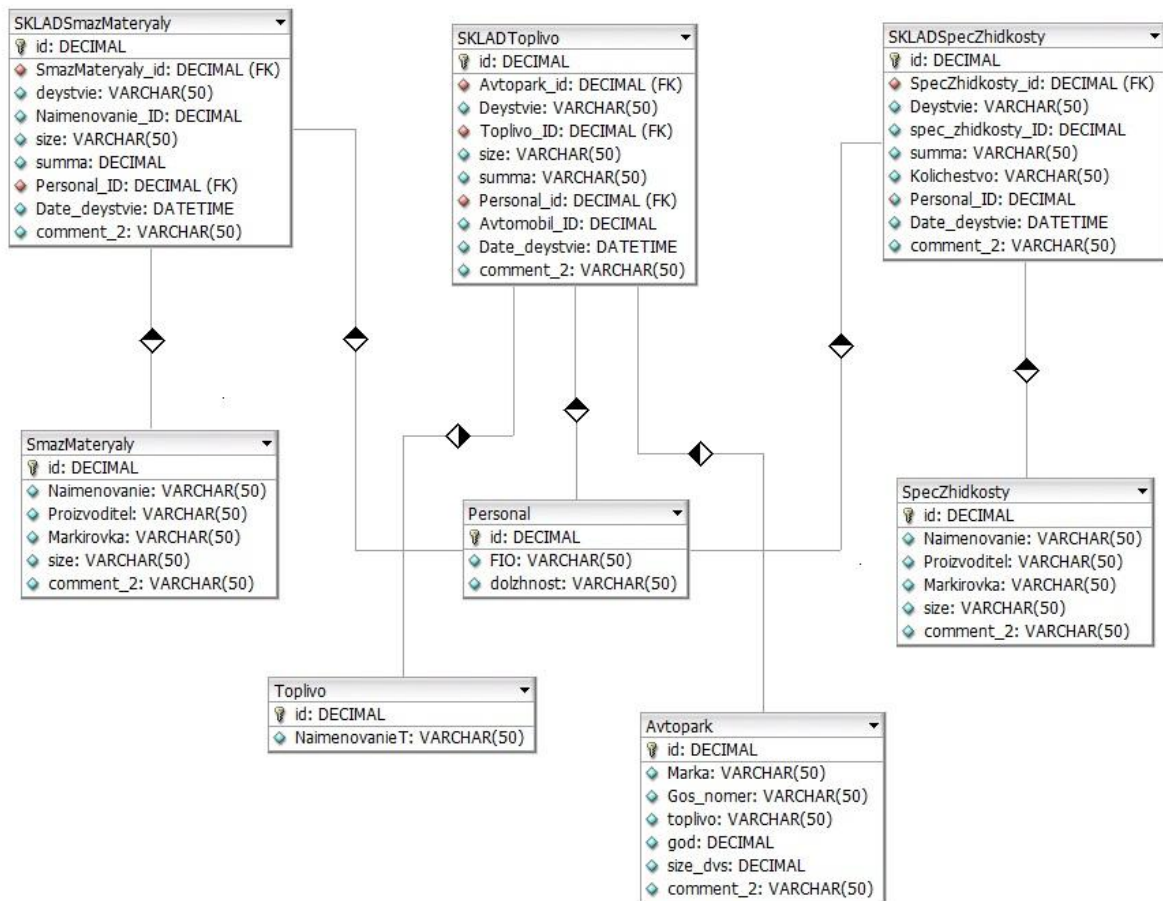 SKLADSmazMateryaly
id: DECIMAL
SmazMateryaly_id: DECIMAL (FK)
deystvie: VARCHAR(50)
Naimenovanie_ID: DECIMAL
size: VARCHAR(50)
summa: DECIMAL
Personal_ID: DECIMAL (FK)
Date_deystvie: DATETIME
comment_2: VARCHAR(50)
SKLADToplivo
id: DECIMAL
Avtopark_id: DECIMAL (FK)
Deystvie: VARCHAR(50)
Toplivo_ID: DECIMAL (FK)
size: VARCHAR(50)
summa: VARCHAR(50)
Personal_id: DECIMAL (FK)
Avtomobil_ID: DECIMAL
Date_deystvie: DATETIME
comment_2: VARCHAR(50)
SKLADSpecZhidkosty
id: DECIMAL
SpecZhidkosty_id: DECIMAL (FK)
Deystvie: VARCHAR(50)
spec_zhidkosty_ID: DECIMAL
summa: VARCHAR(50)
Kolichestvo: VARCHAR(50)
Personal_ID: DECIMAL
Date_deystvie: DATETIME
comment_2: VARCHAR(50)
SmazMateryaly
id: DECIMAL
Naimenovanie: VARCHAR(50)
Proizvoditel: VARCHAR(50)
Markirovka: VARCHAR(50)
size: VARCHAR(50)
comment_2: VARCHAR(50)
Personal
id: DECIMAL
FIO: VARCHAR(50)
dolzhnost: VARCHAR(50)
SpecZhidkosty
id: DECIMAL
Naimenovanie: VARCHAR(50)
Proizvoditel: VARCHAR(50)
Markirovka: VARCHAR(50)
size: VARCHAR(50)
comment_2: VARCHAR(50)
Toplivo
id: DECIMAL
NaimenovanieT: VARCHAR(50)
Avtopark
id: DECIMAL
Marka: VARCHAR(50)
Gos_nomer: VARCHAR(50)
toplivo: VARCHAR(50)
god: DECIMAL
size_dvs: DECIMAL
comment_2: VARCHAR(50)